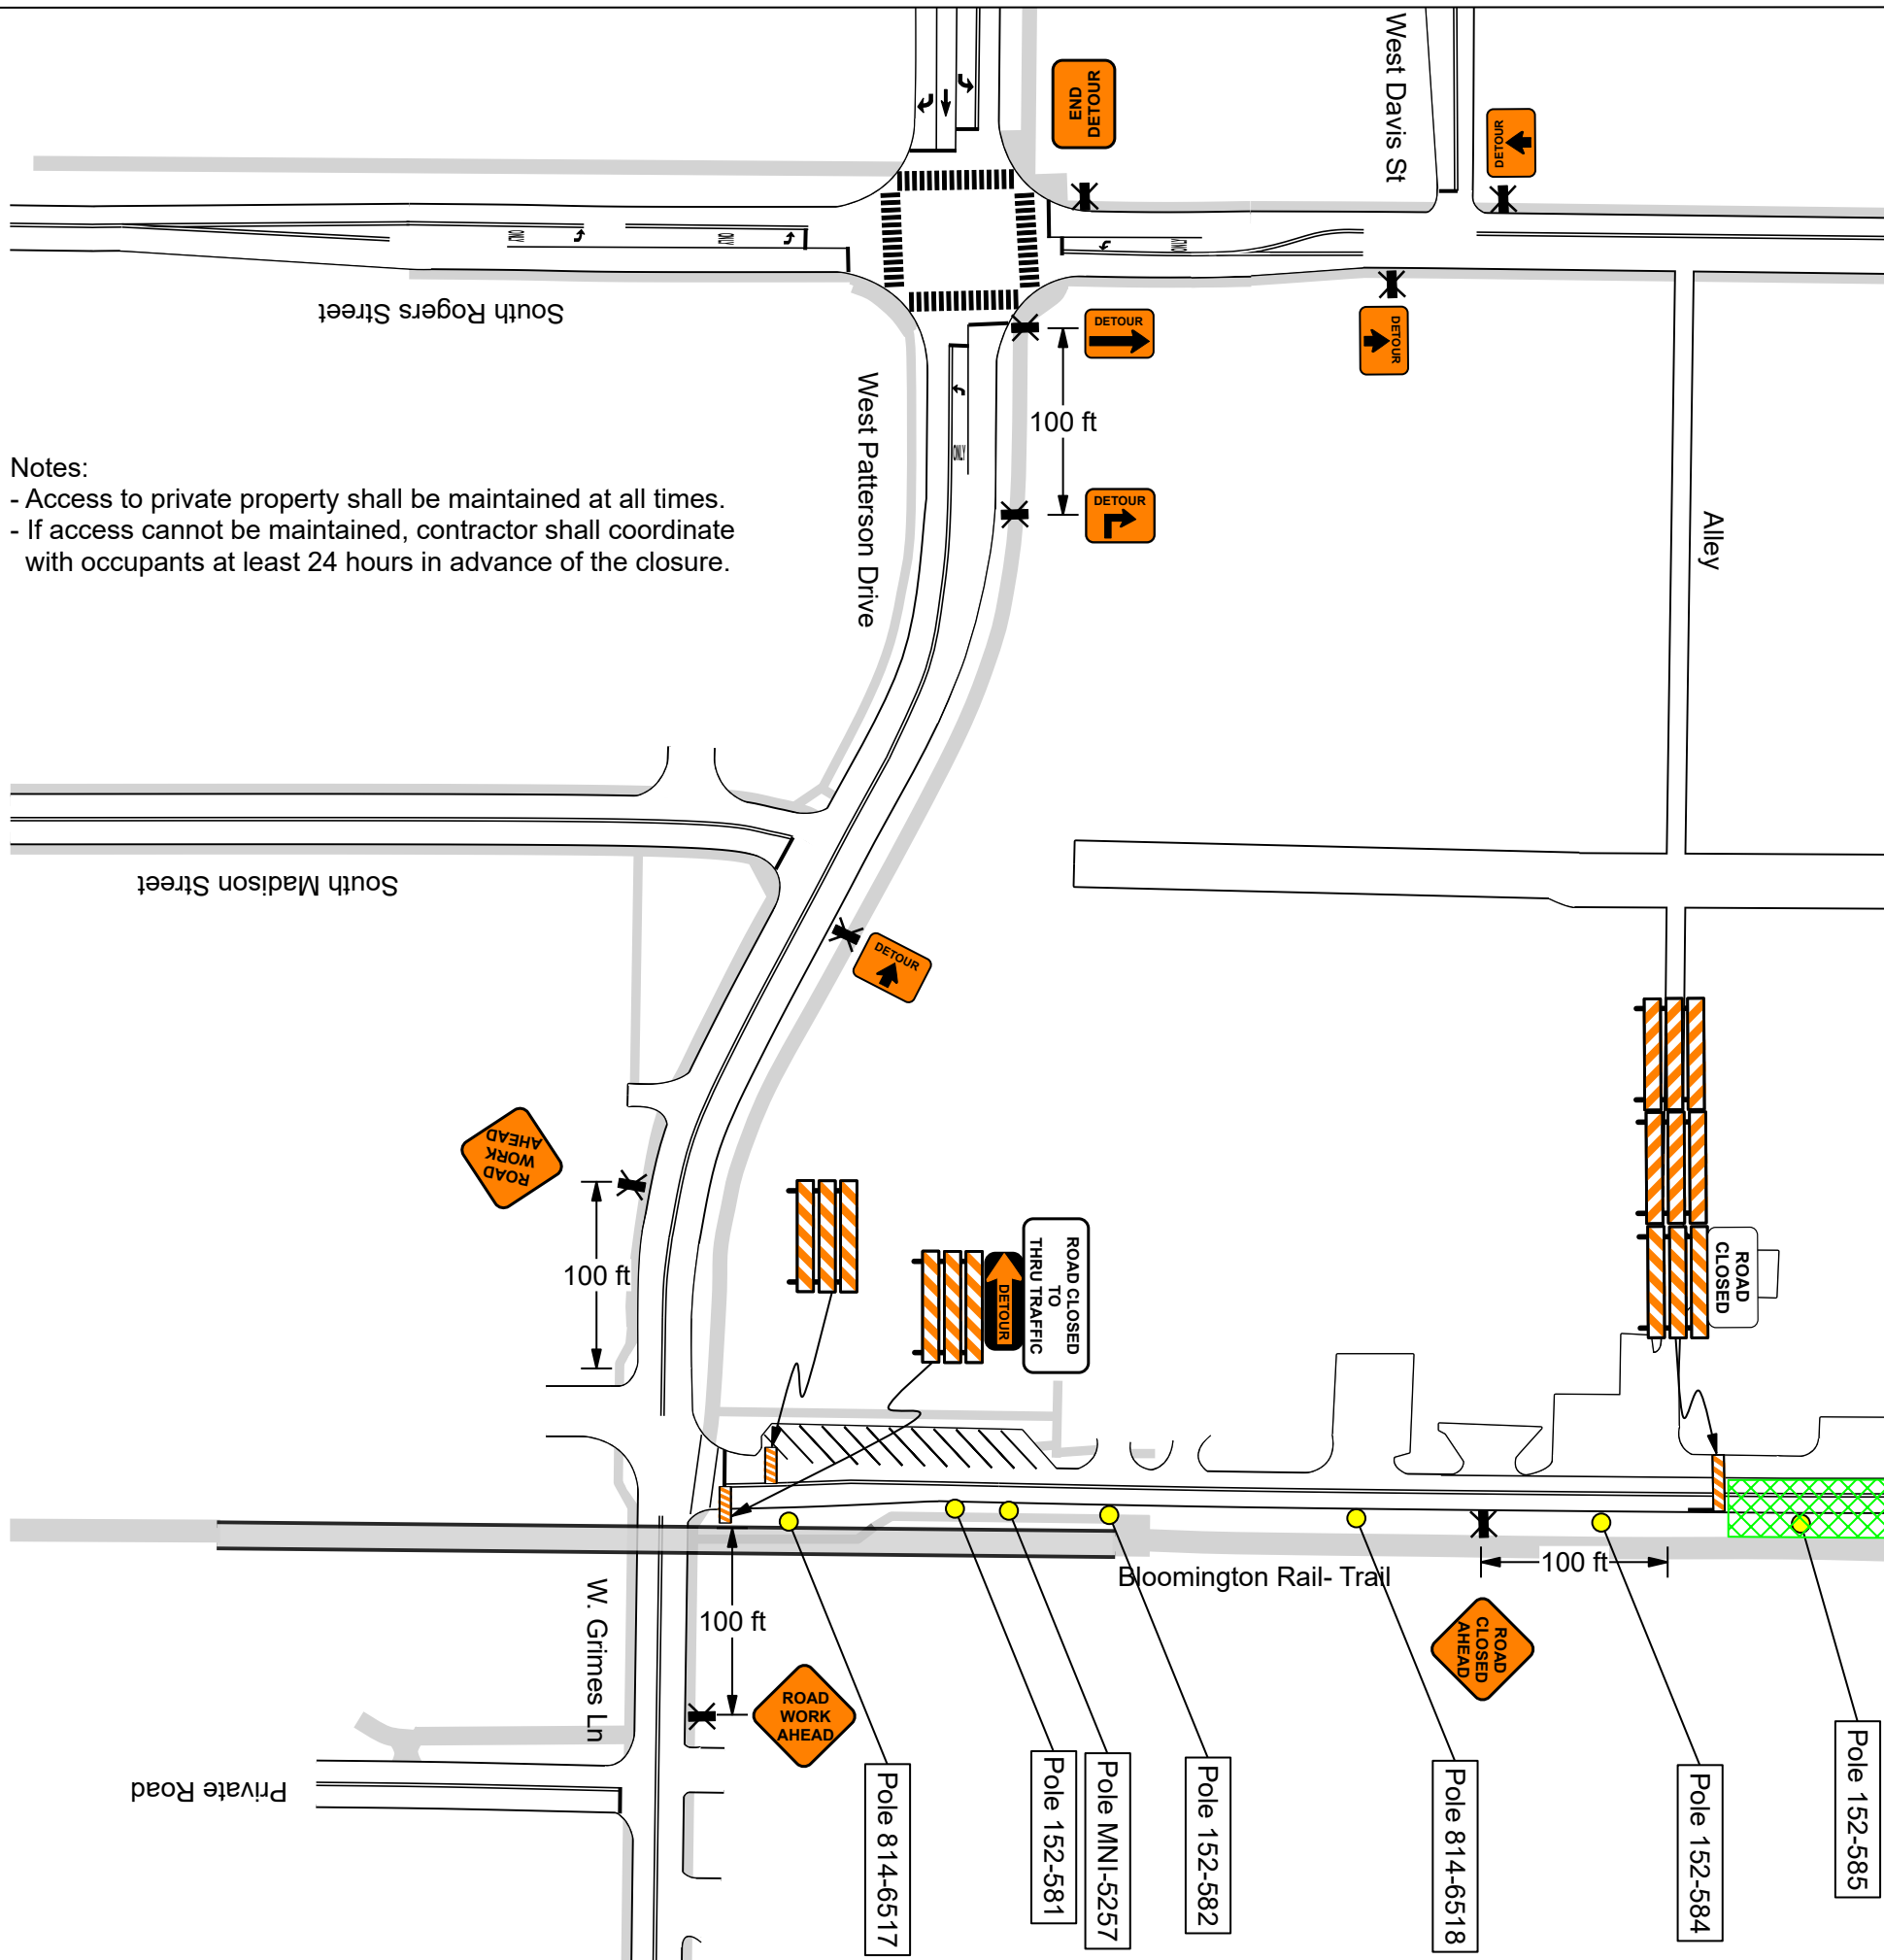 END
DETOUR
West Davis St
DETOUR
ONLY
ONLY
ONLY
South Rogers Street
DETOUR
DETOUR
100 ft
West Patterson Drive
ONLY
Notes:
- Access to private property shall be maintained at all times.
- If access cannot be maintained, contractor shall coordinate
with occupants at least 24 hours in advance of the closure.
DETOUR
Alley
South Madison Street
DETOUR
ROAD
WORK
AHEAD
100 ft
ROAD CLOSED
TO
THRU TRAFFIC
DETOUR
ROAD
CLOSED
Bloomington Rail- Trail
100 ft
W. Grimes Ln
100 ft
ROAD
WORK
AHEAD
ROAD
CLOSED
AHEAD
Private Road
Pole 814-6517
Pole 152-581
Pole MNI-5257
Pole 152-582
Pole 814-6518
Pole 152-584
Pole 152-585